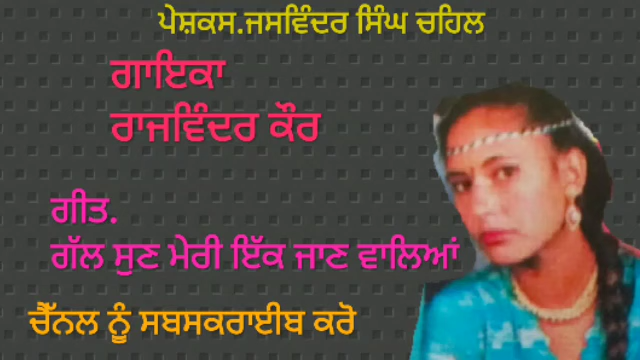 ਪੇਸ਼ਕਸ.ਜਸਵਿੰਦਰ ਸਿੰਘ ਚਹਿਲ
ਗਾਇਕਾ
ਰਾਜਵਿੰਦਰ ਕੌਰ
ਗੀਤ.
ਗੱਲ ਸੁਣ ਮੇਰੀ ਇੱਕ ਜਾਣ ਵਾਲਿਆਂ
ਚੈੱਨਲ ਨੂੰ ਸਬਸਕਰਾਈਬ ਕਰੋ